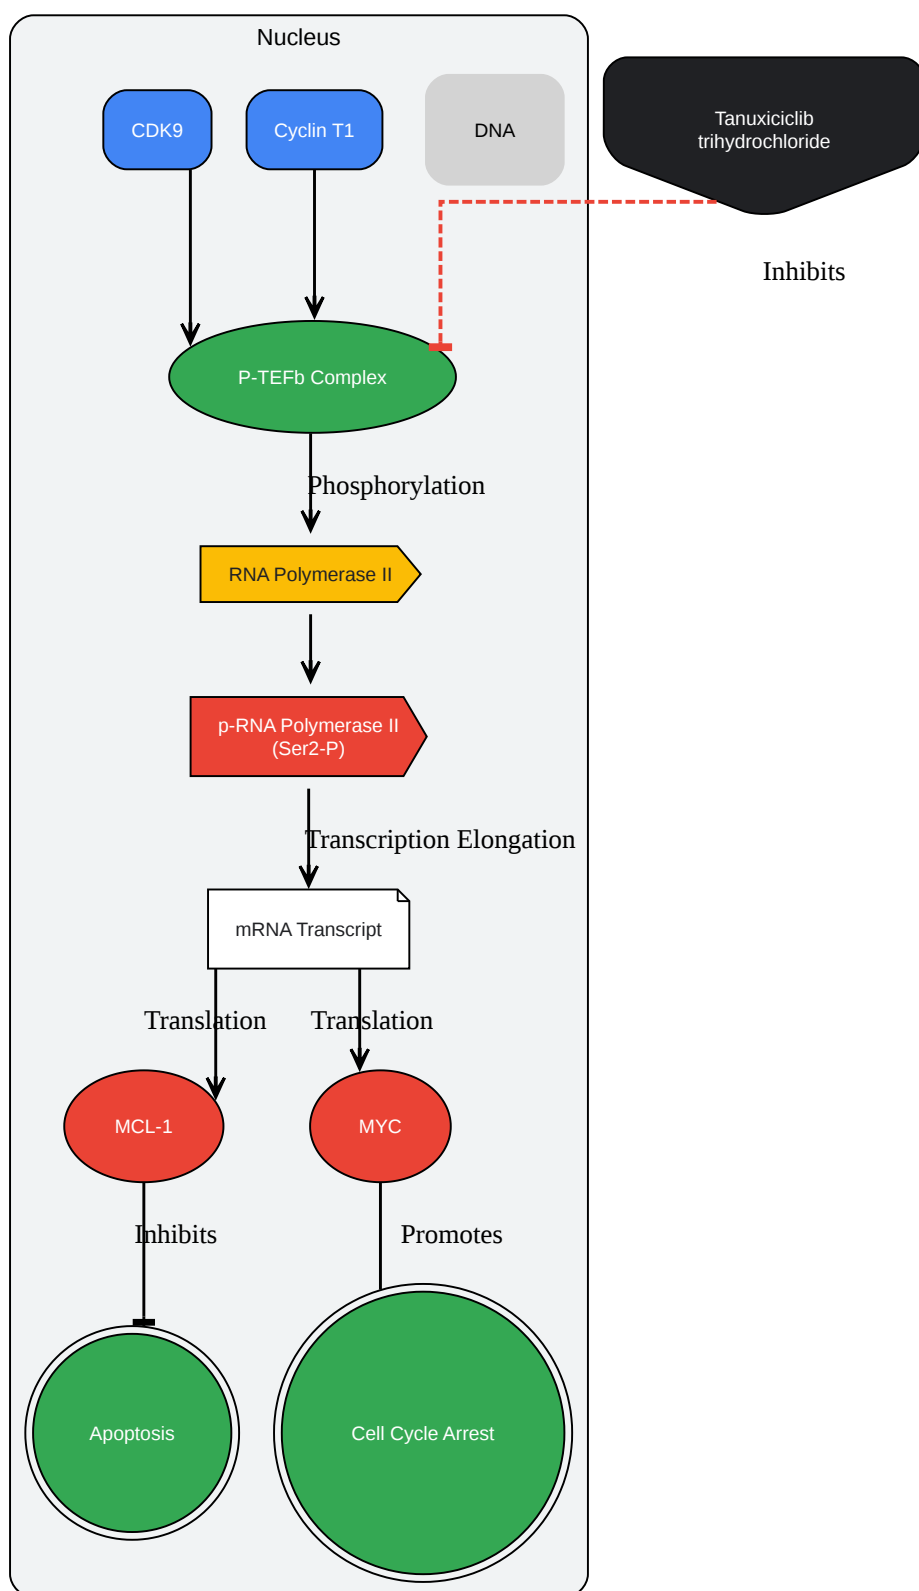 Nucleus
CDK9
Cyclin T1
DNA
Tanuxiciclib
trihydrochloride
Inhibits
P-TEFb Complex
Phosphorylation
RNA Polymerase II
p-RNA Polymerase II
(Ser2-P)
Transcription Elongation
mRNA Transcript
Translation
Translation
MCL-1
MYC
Inhibits
Promotes
Apoptosis
Cell Cycle Arrest